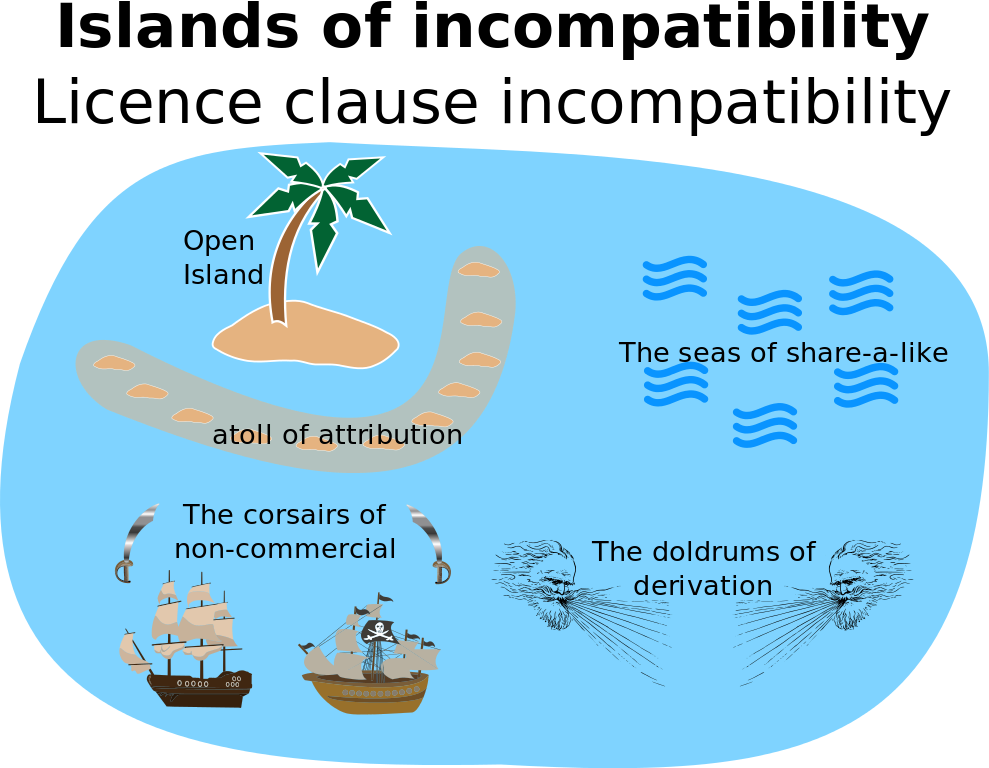 Islands of incompatibility
Licence clause incompatibility
Open
Island
The seas of share-a-like
atoll of attribution
The corsairs of
non-commercial
The doldrums of
derivation